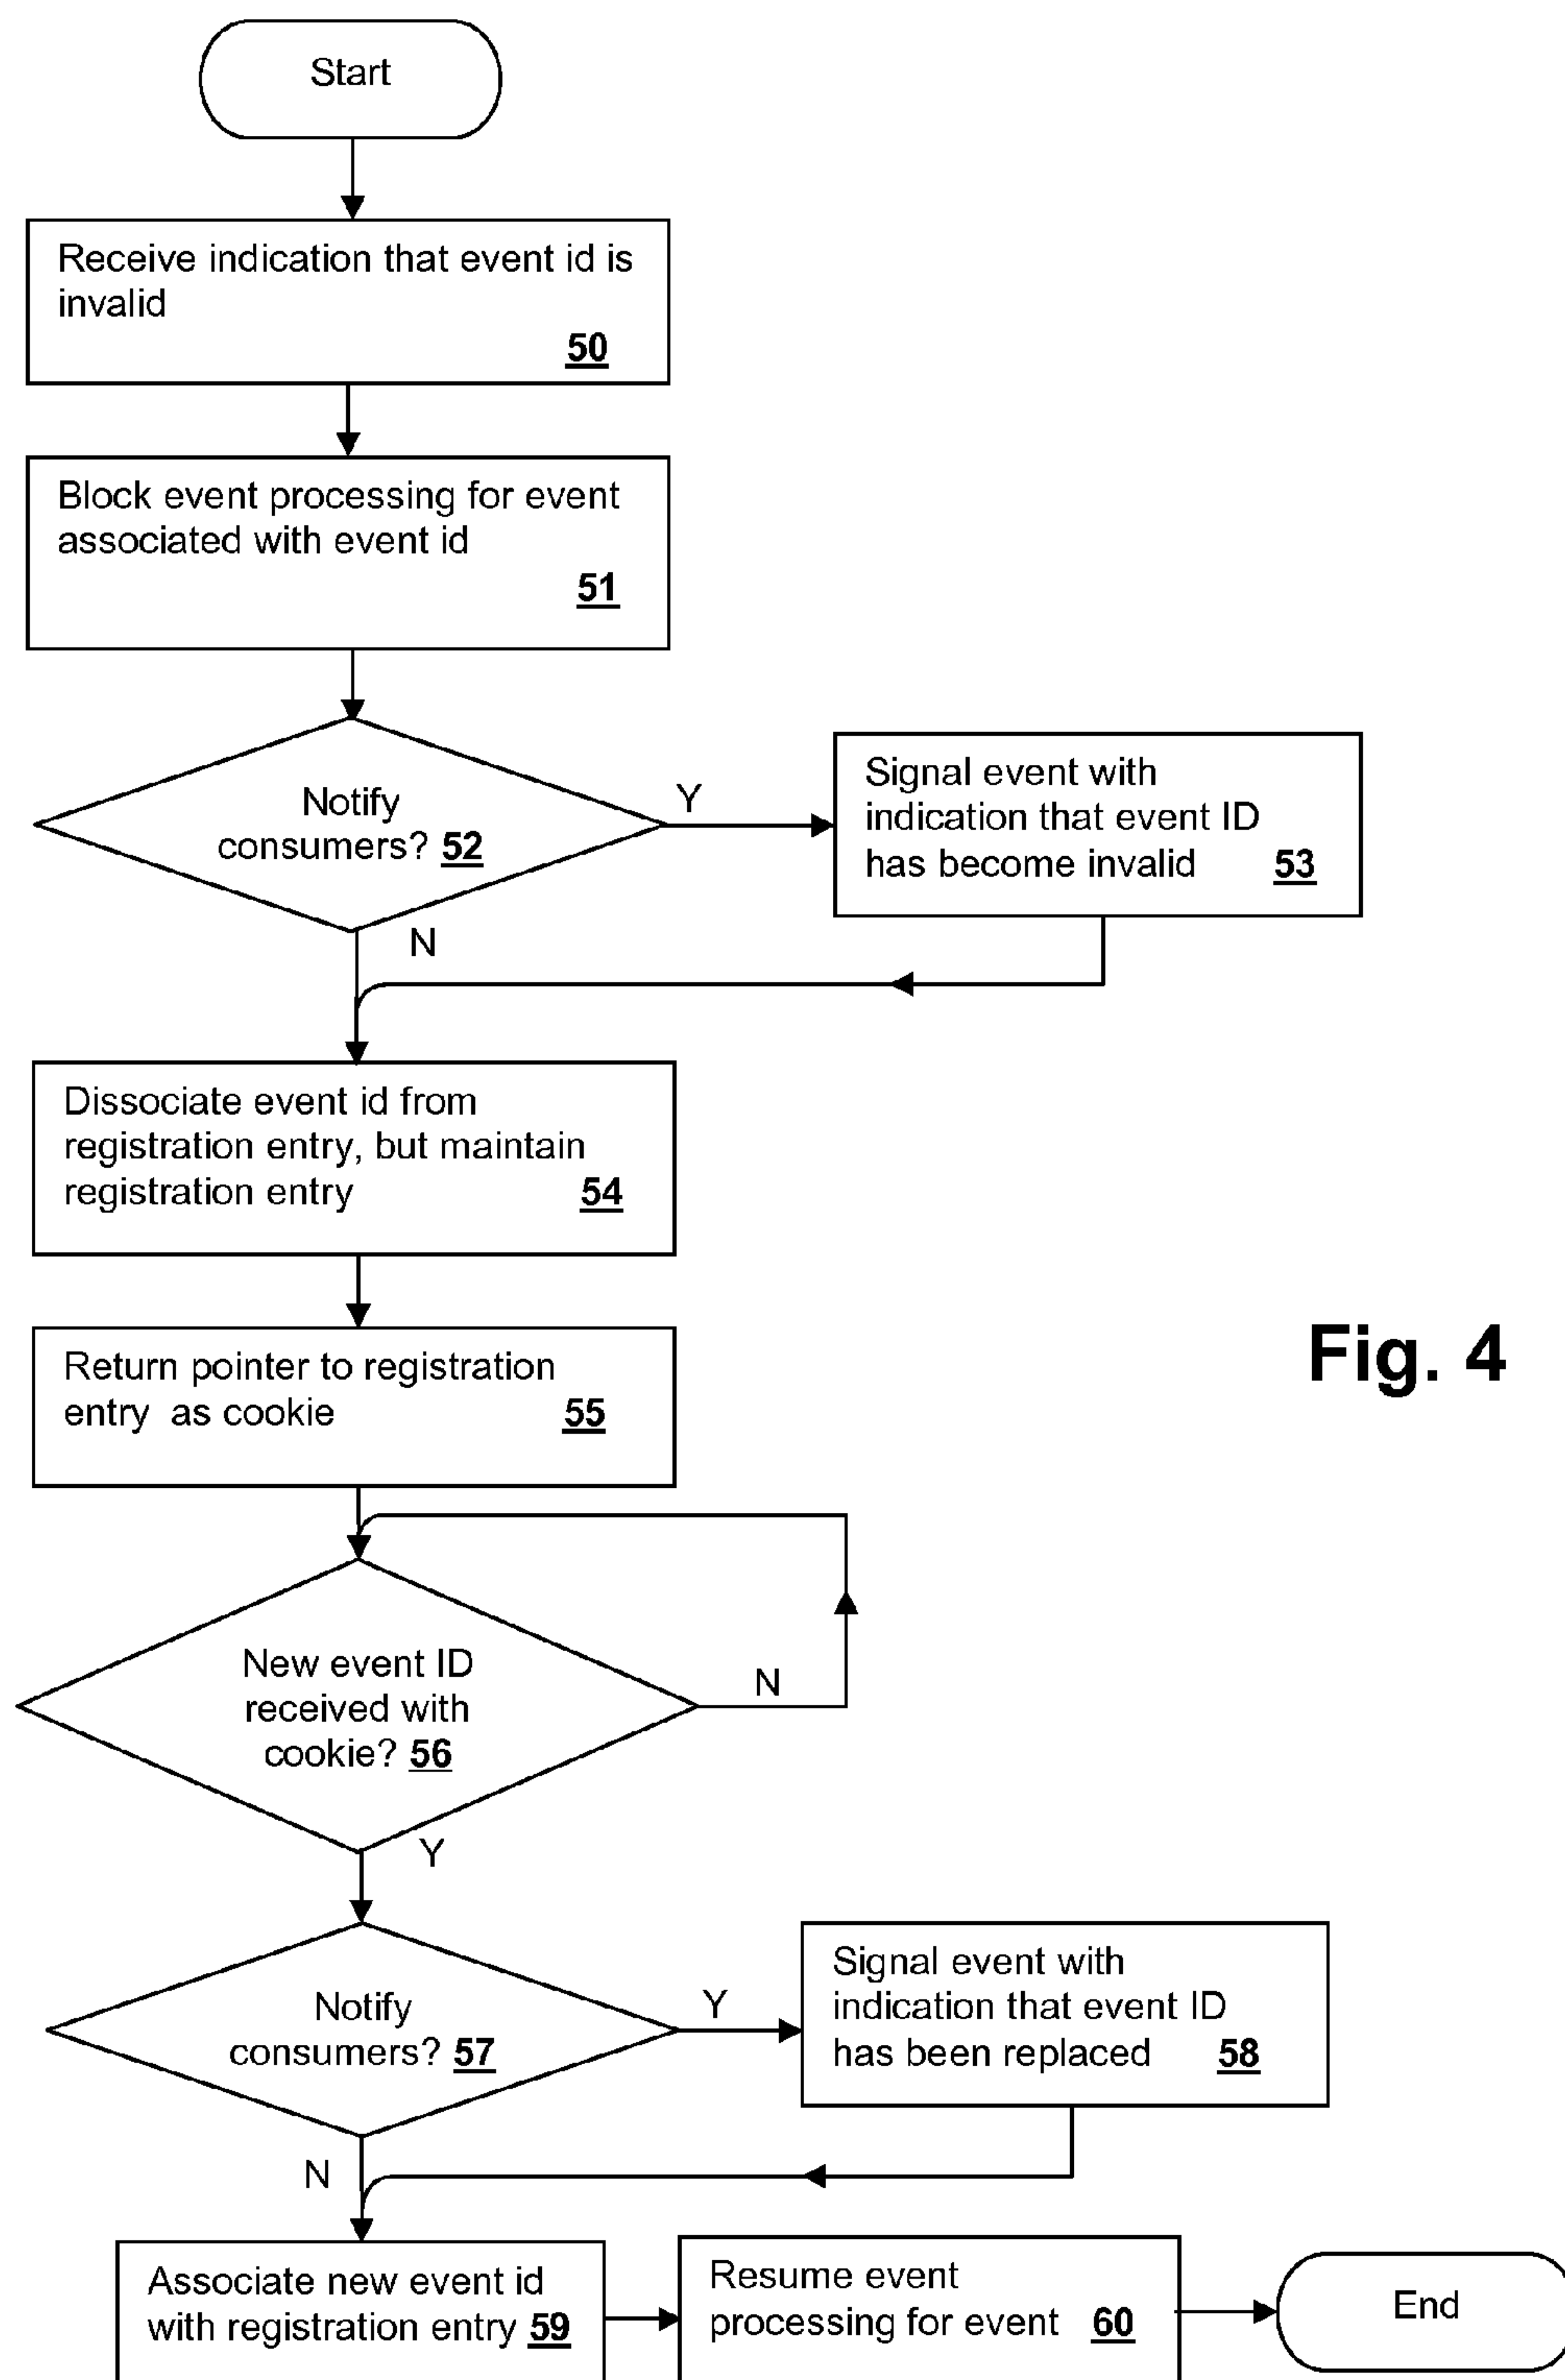 Start
Receive indication that event id is
invalid
50
Block event processing for event
associated with event id
51
Notify
consumers? 52
Y
Signal event with
indication that event ID
has become invalid 53
N
Dissociate event id from
registration entry, but maintain
registration entry 54
Return pointer to registration
entry as cookie 55
Fig. 4
New event ID
received with
cookie? 56
N
Y
Notify
consumers? 57
Y
Signal event with
indication that event ID
has been replaced 58
N
Associate new event id
with registration entry 59
Resume event
processing for event 60
End